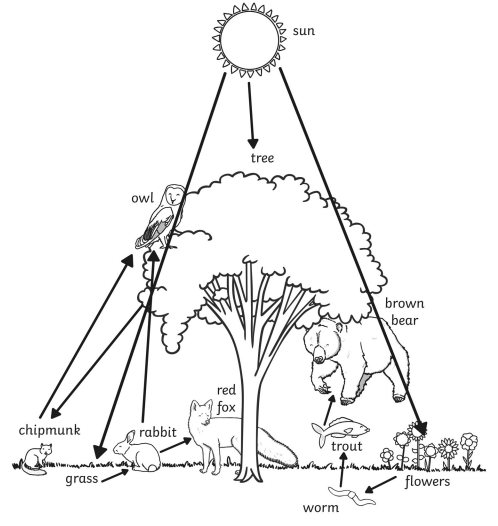 sun
tree
owl
brown
bear
red
fox
chipmunk
rabbit
trout
grass
flowers
worm